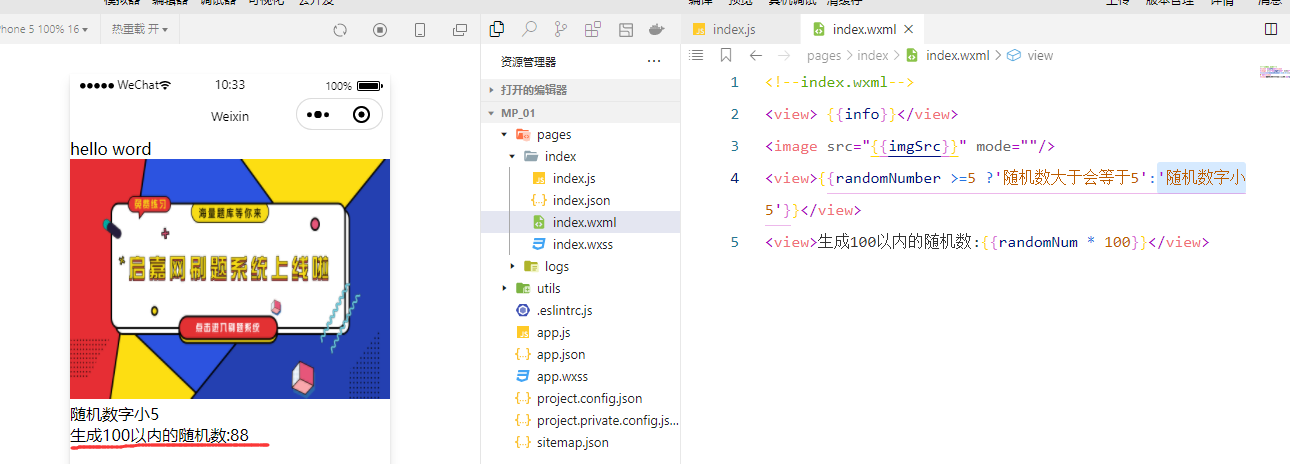 模拟器 编辑器 调试器 可视化 云开发
编译 预览 真机调试 清缓存
上传 版本管理 详情 消息
hone 5 100% 16
热重载 开
WeChat
10:33
100%
Weixin
hello word
免费练习
海量题库等你来
启嘉网刷题系统上线啦
点击进入刷题系统
随机数字小5
生成100以内的随机数:88
资源管理器
...
打开的编辑器
MP_01
pages
index
JS index.js
{..} index.json
index.wxml
index.wxss
logs
utils
.eslintrc.js
JS app.js
{..} app.json
app.wxss
{..} project.config.json
{..} project.private.config.js...
{..} sitemap.json
JS index.js
index.wxml
pages > index > index.wxml > view
1 <!--index.wxml-->
2 <view> {{info}}</view>
3 <image src="{{imgSrc}}" mode=""/>
4 <view>{{randomNumber >=5 ?'随机数大于会等于5':'随机数字小
5'}}</view>
5 <view>生成100以内的随机数:{{randomNum * 100}}</view>